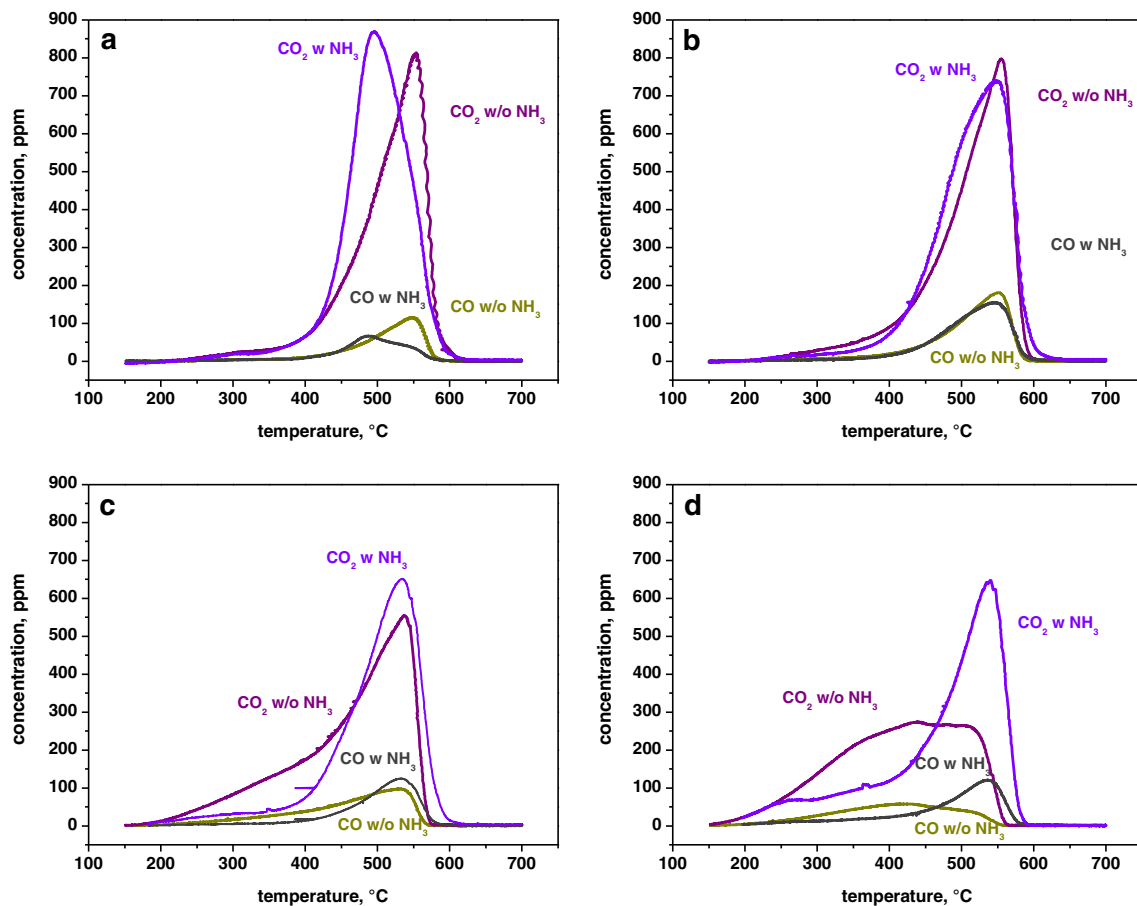 a
900
800
700
600
500
400
300
200
100
0
concentration, ppm
CO₂ w NH₃
CO₂ w/o NH₃
CO w NH₃
CO w/o NH₃
100 200 300 400 500 600 700
temperature, °C
b
900
800
700
600
500
400
300
200
100
0
concentration, ppm
CO₂ w NH₃
CO₂ w/o NH₃
CO w NH₃
CO w/o NH₃
100 200 300 400 500 600 700
temperature, °C
c
900
800
700
600
500
400
300
200
100
0
concentration, ppm
CO₂ w NH₃
CO₂ w/o NH₃
CO w NH₃
CO w/o NH₃
100 200 300 400 500 600 700
temperature, °C
d
900
800
700
600
500
400
300
200
100
0
concentration, ppm
CO₂ w NH₃
CO₂ w/o NH₃
CO w NH₃
CO w/o NH₃
100 200 300 400 500 600 700
temperature, °C